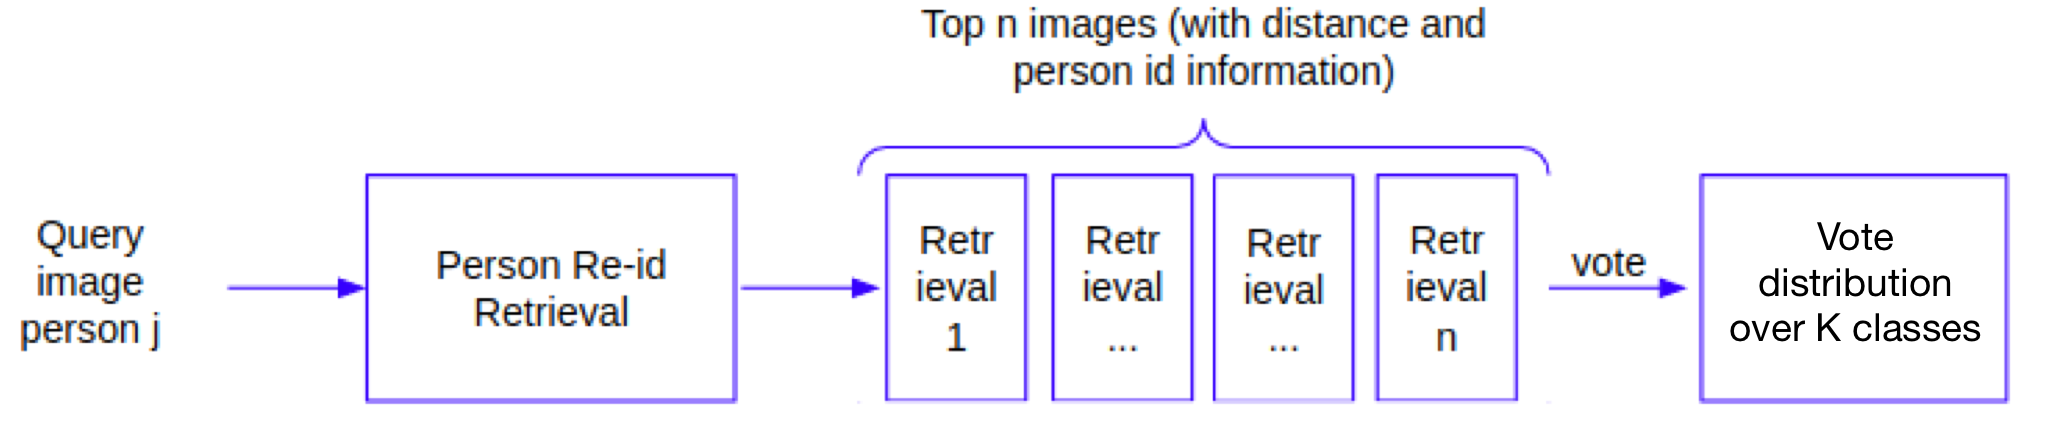 Top n images (with distance and
person id information)
Query
image
person j
Person Re-id
Retrieval
Retr
ieval
1
Retr
ieval
...
Retr
ieval
...
Retr
ieval
n
vote
Vote
distribution
over K classes